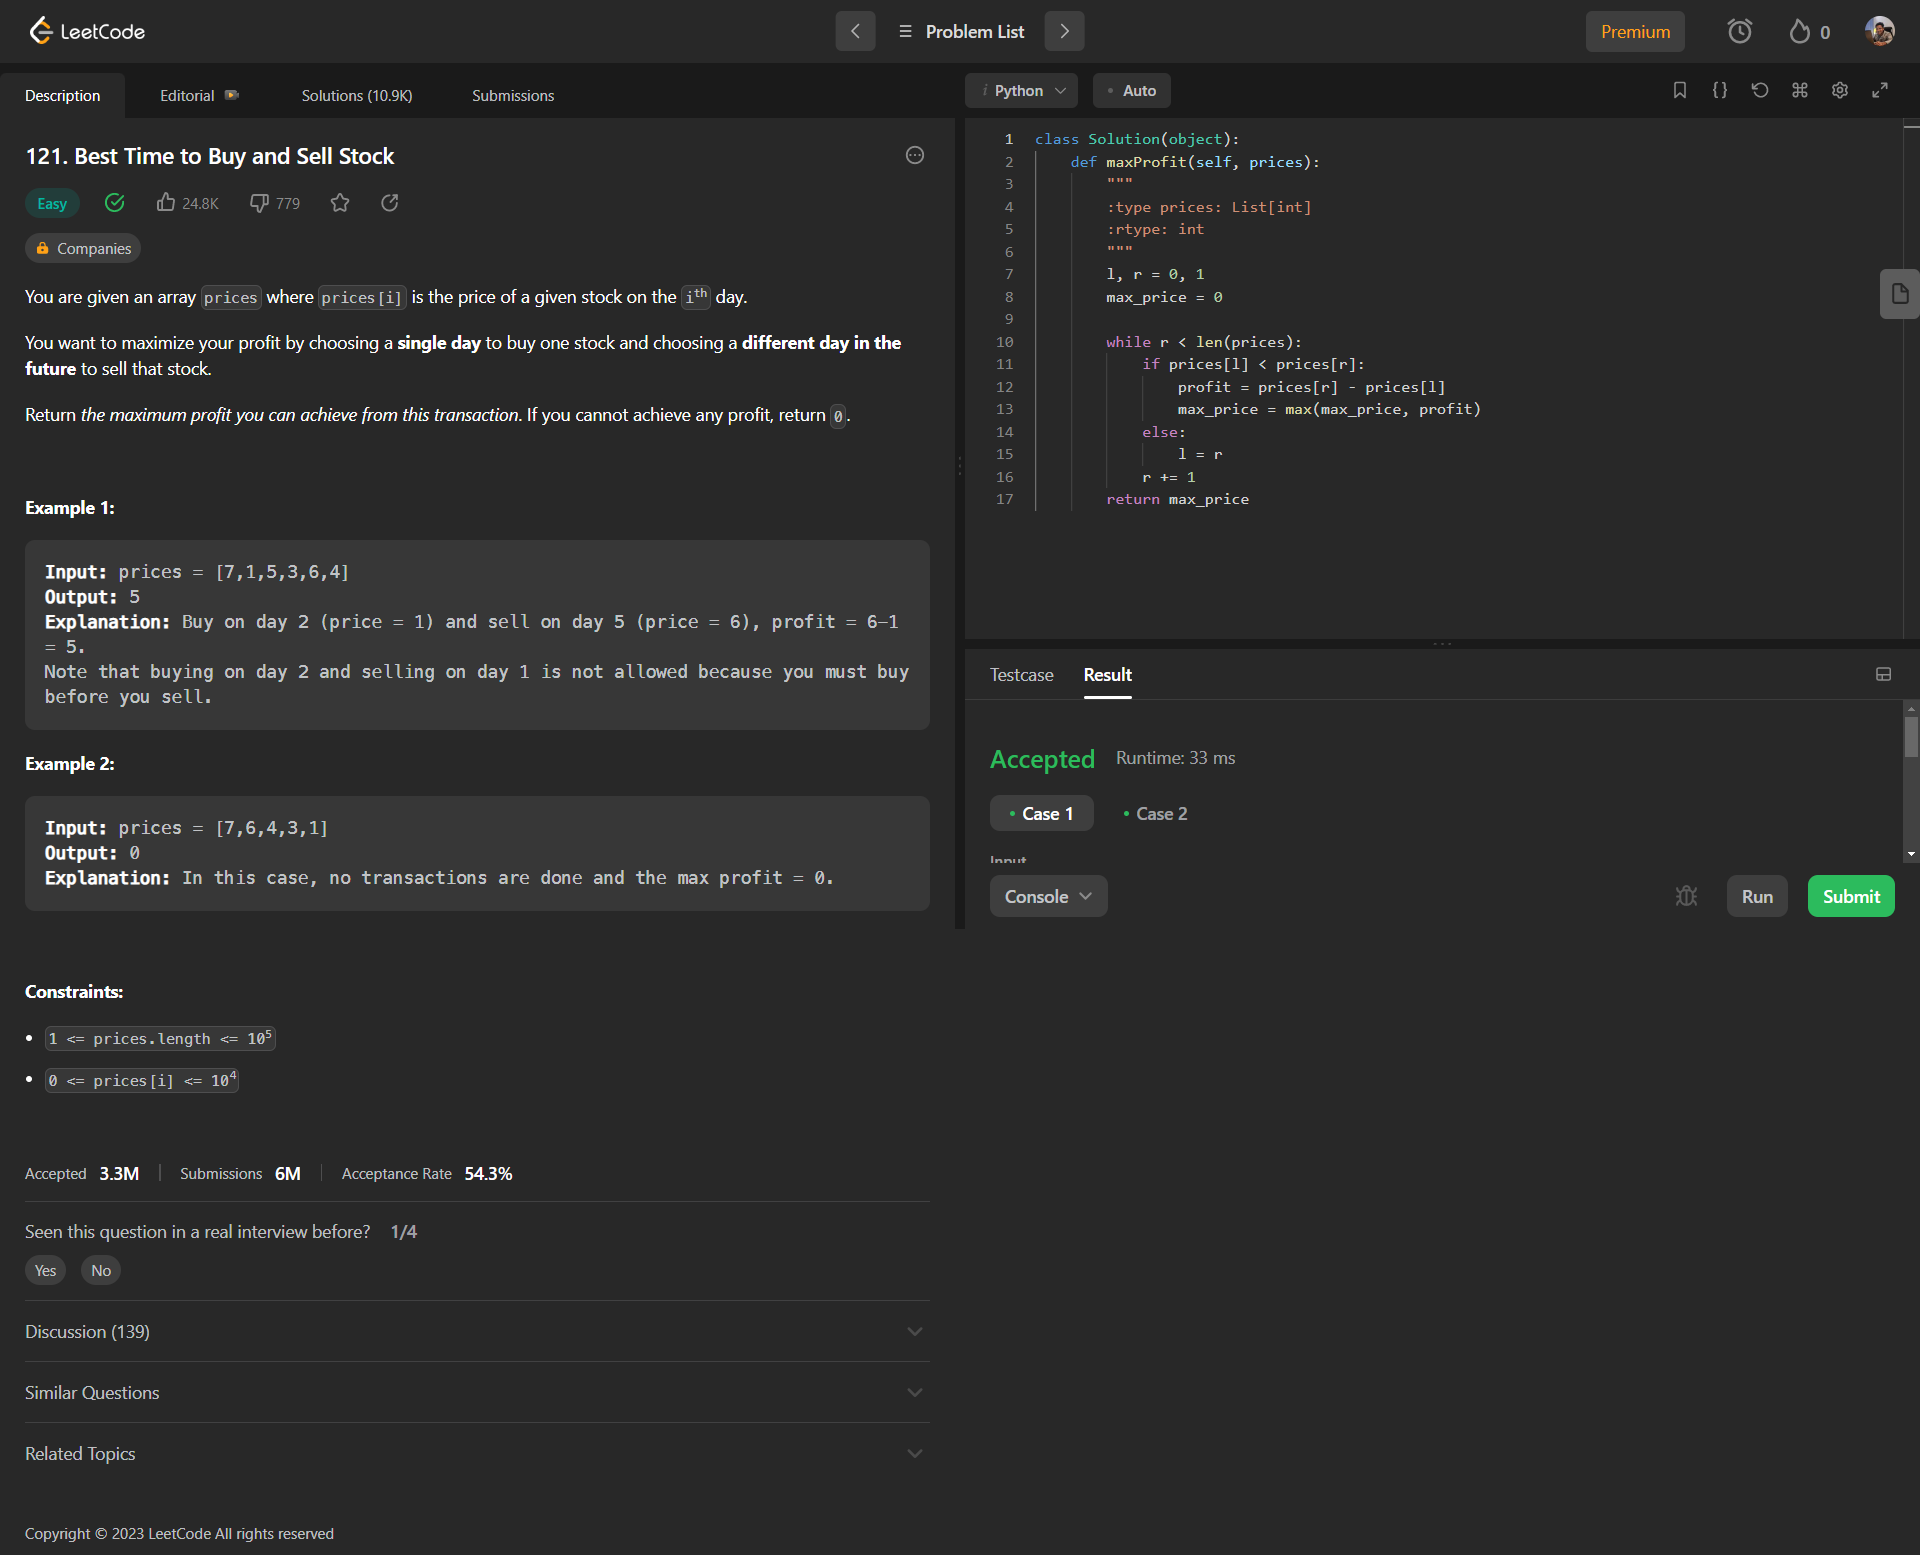 LeetCode
Problem List
Premium
0
Description
Editorial
Solutions (10.9K)
Submissions
121. Best Time to Buy and Sell Stock
Easy
24.8K
779
Companies
You are given an array prices where prices[i] is the price of a given stock on the ith day.
You want to maximize your profit by choosing a single day to buy one stock and choosing a different day in the
future to sell that stock.
Return the maximum profit you can achieve from this transaction. If you cannot achieve any profit, return 0.
Example 1:
Input: prices = [7,1,5,3,6,4]
Output: 5
Explanation: Buy on day 2 (price = 1) and sell on day 5 (price = 6), profit = 6-1
= 5.
Note that buying on day 2 and selling on day 1 is not allowed because you must buy
before you sell.
Example 2:
Input: prices = [7,6,4,3,1]
Output: 0
Explanation: In this case, no transactions are done and the max profit = 0.
Constraints:
• 1 <= prices.length <= 10^5
• 0 <= prices[i] <= 10^4
Accepted 3.3M | Submissions 6M | Acceptance Rate 54.3%
Seen this question in a real interview before? 1/4
Yes No
Discussion (139)
Similar Questions
Related Topics
Copyright © 2023 LeetCode All rights reserved
i Python
• Auto
{}
1 class Solution(object):
2     def maxProfit(self, prices):
3         """
4         :type prices: List[int]
5         :rtype: int
6         """
7         l, r = 0, 1
8         max_price = 0
9
10         while r < len(prices):
11             if prices[l] < prices[r]:
12                 profit = prices[r] - prices[l]
13                 max_price = max(max_price, profit)
14             else:
15                 l = r
16             r += 1
17         return max_price
Testcase
Result
Accepted Runtime: 33 ms
• Case 1 • Case 2
Input
Console
Run
Submit